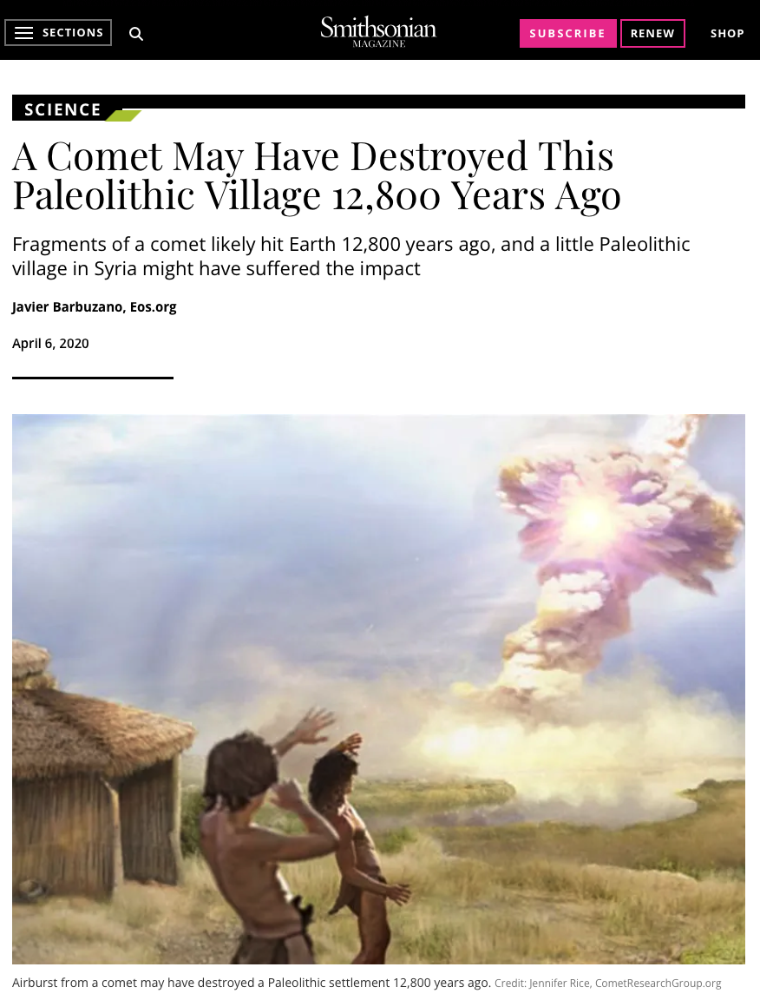 SECTIONS
Smithsonian
MAGAZINE
SUBSCRIBE
RENEW
SHOP
SCIENCE
A Comet May Have Destroyed This
Paleolithic Village 12,800 Years Ago
Fragments of a comet likely hit Earth 12,800 years ago, and a little Paleolithic
village in Syria might have suffered the impact
Javier Barbuzano, Eos.org
April 6, 2020
Airburst from a comet may have destroyed a Paleolithic settlement 12,800 years ago. Credit: Jennifer Rice, CometResearchGroup.org